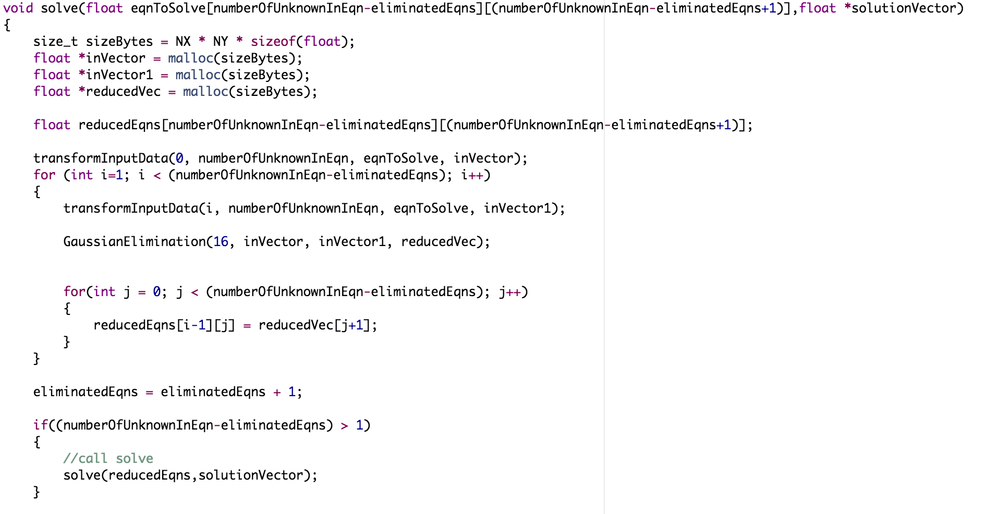 void solve(float eqnToSolve[numberOfUnknownInEqn-eliminatedEqns][(numberOfUnknownInEqn-eliminatedEqns+1)],float *solutionVector)
{
    size_t sizeBytes = NX * NY * sizeof(float);
    float *inVector = malloc(sizeBytes);
    float *inVector1 = malloc(sizeBytes);
    float *reducedVec = malloc(sizeBytes);

    float reducedEqns[numberOfUnknownInEqn-eliminatedEqns][(numberOfUnknownInEqn-eliminatedEqns+1)];

    transformInputData(0, numberOfUnknownInEqn, eqnToSolve, inVector);
    for (int i=1; i < (numberOfUnknownInEqn-eliminatedEqns); i++)
    {
        transformInputData(i, numberOfUnknownInEqn, eqnToSolve, inVector1);

        GaussianElimination(16, inVector, inVector1, reducedVec);


        for(int j = 0; j < (numberOfUnknownInEqn-eliminatedEqns); j++)
        {
            reducedEqns[i-1][j] = reducedVec[j+1];
        }
    }

    eliminatedEqns = eliminatedEqns + 1;

    if((numberOfUnknownInEqn-eliminatedEqns) > 1)
    {
        //call solve
        solve(reducedEqns,solutionVector);
    }